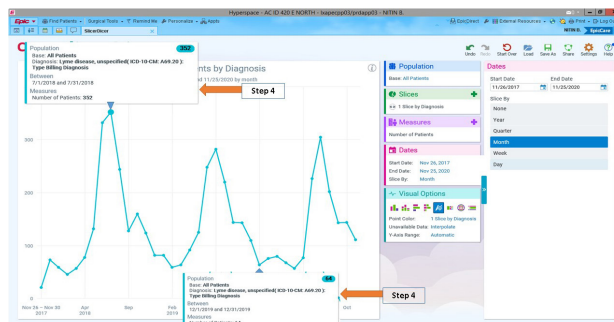 Hyperspace - AC ID 420 E NORTH - ixapecpp03/prdapp03 - NITIN B.
Epic Find Patients Surgical Tools T Remind Me Personalize Apps
EpicDirect External Resources Print Log Out
SlicerDicer ×
NITIN B. EpicCare
Undo Redo Start Over Load Save As Share Settings Help
Population 352
Base: All Patients
Diagnosis: Lyme disease, unspecified( ICD-10-CM: A69.20 ):
Type Billing Diagnosis
Between
7/1/2018 and 7/31/2018
Measures
Number of Patients: 352
Step 4
nts by Diagnosis
d 11/25/2020 by month
300
200
100
0
Nov 26 – Nov 30
2017
Apr
2018
Sep
Feb
2019
Oct
Population 64
Base: All Patients
Diagnosis: Lyme disease, unspecified( ICD-10-CM: A69.20 ):
Type Billing Diagnosis
Between
12/1/2019 and 12/31/2019
Measures
Step 4
Population
Base: All Patients
Slices
1 Slice by Diagnosis
Measures
Number of Patients
Dates
Start Date: Nov 26, 2017
End Date: Nov 25, 2020
Slice By: Month
Visual Options
Point Color: 1 Slice by Diagnosis
Unavailable Data: Interpolate
Y-Axis Range: Automatic
Dates
Start Date End Date
11/26/2017 11/25/2020
Slice By
None
Year
Quarter
Month
Week
Day